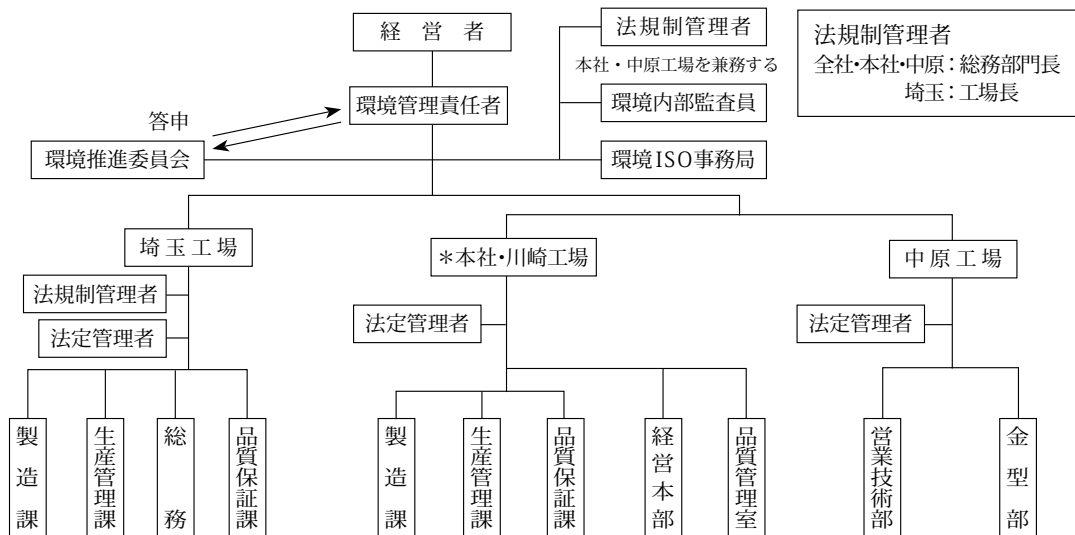 経営者
法規制管理者
本社・中原工場を兼務する
法規制管理者
全社・本社・中原：総務部門長
埼玉：工場長
環境管理責任者
環境内部監査員
答申
環境推進委員会
環境ISO事務局
埼玉工場
＊本社・川崎工場
中原工場
法規制管理者
法定管理者
法定管理者
法定管理者
製造課
生産管理課
総務
品質保証課
製造課
生産管理課
品質保証課
経営本部
品質管理室
営業技術部
金型部